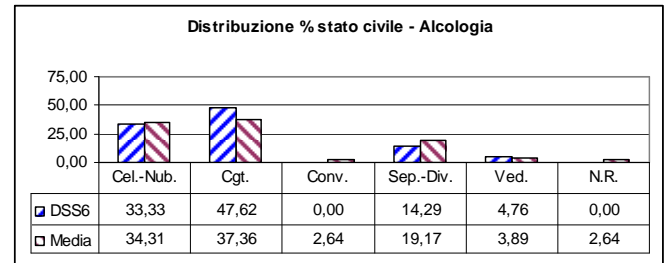 Distribuzione % stato civile - Alcologia
75,00
50,00
25,00
0,00
Cel.-Nub. Cgt. Conv. Sep.-Div. Ved. N.R.
DSS6 33,33 47,62 0,00 14,29 4,76 0,00
Media 34,31 37,36 2,64 19,17 3,89 2,64